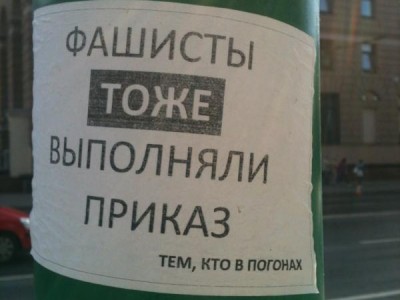 ФАШИСТЫ
ТОЖЕ
ВЫПОЛНЯЛИ
ПРИКАЗ
ТЕМ, КТО В ПОГОНАХ